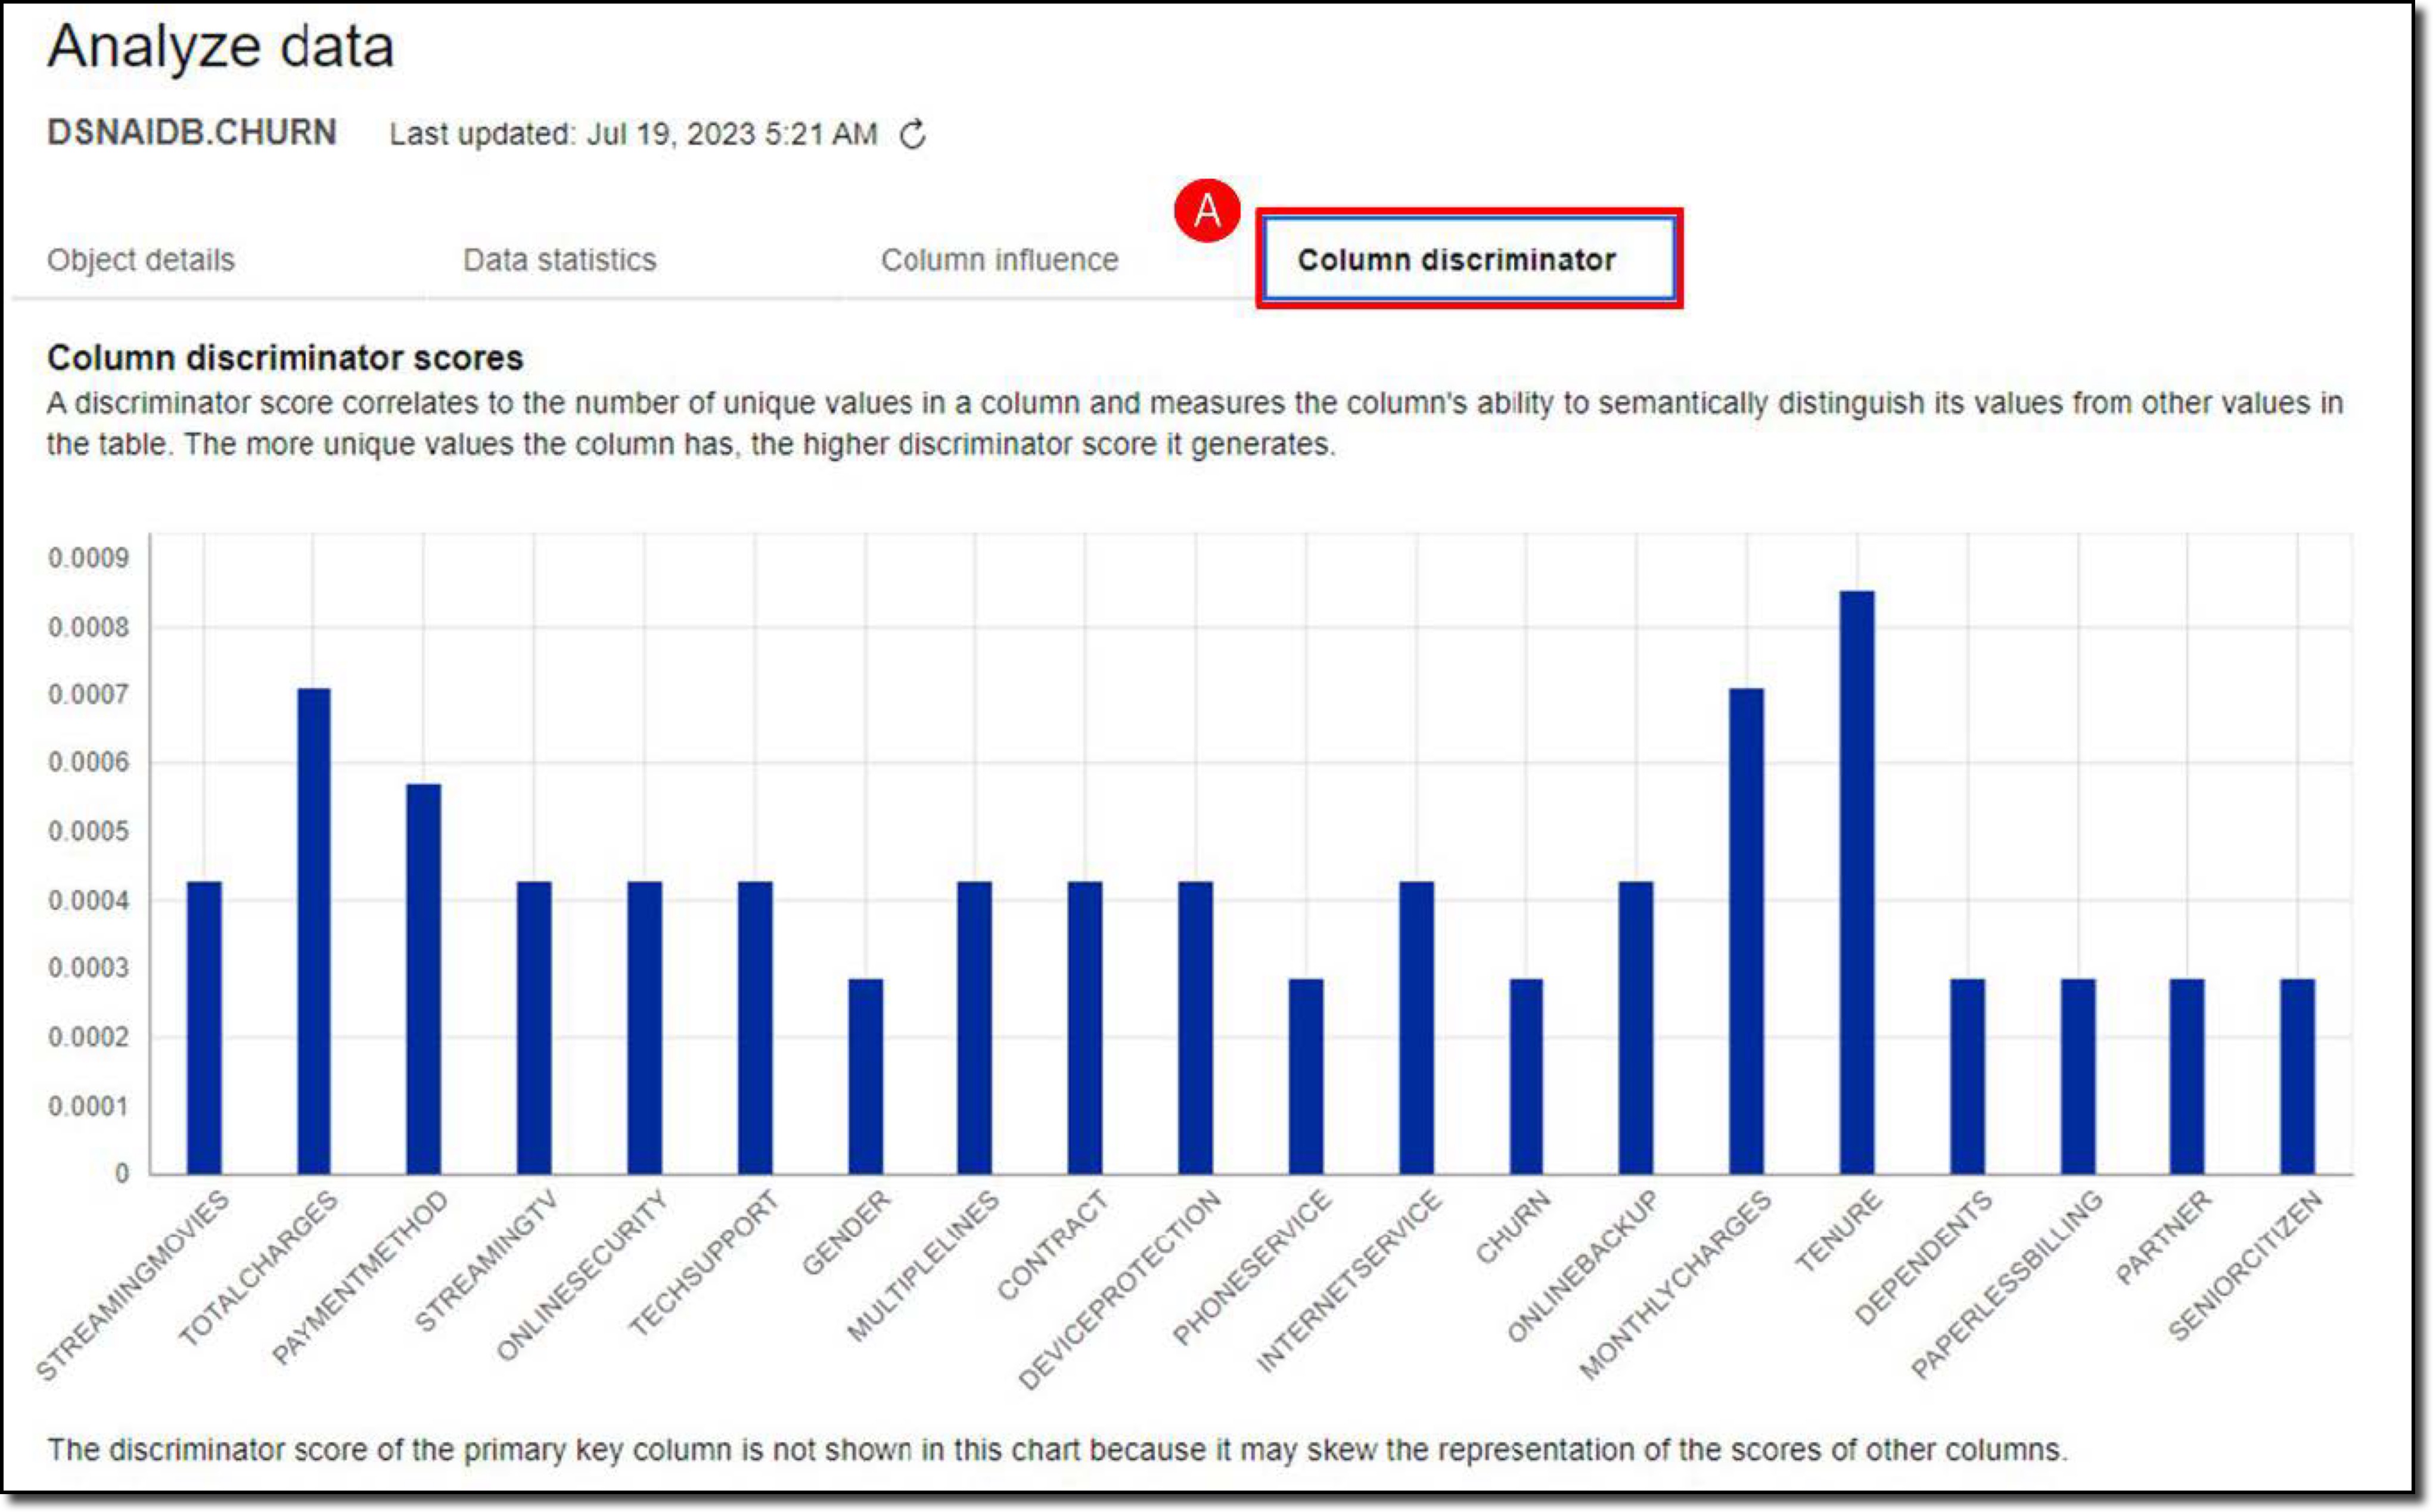 Analyze data
DSNAIDB.CHURN Last updated: Jul 19, 2023 5:21 AM
A
Object details Data statistics Column influence Column discriminator
Column discriminator scores
A discriminator score correlates to the number of unique values in a column and measures the column's ability to semantically distinguish its values from other values in
the table. The more unique values the column has, the higher discriminator score it generates.
0.0009
0.0008
0.0007
0.0006
0.0005
0.0004
0.0003
0.0002
0.0001
0
STREAMINGMOVIES
TOTALCHARGES
PAYMENTMETHOD
STREAMINGTV
ONLINESECURITY
TECHSUPPORT
GENDER
MULTIPLELINES
CONTRACT
DEVICEPROTECTION
PHONESERVICE
INTERNETSERVICE
CHURN
ONLINEBACKUP
MONTHLYCHARGES
TENURE
DEPENDENTS
PAPERLESSBILLING
PARTNER
SENIORCITIZEN
The discriminator score of the primary key column is not shown in this chart because it may skew the representation of the scores of other columns.